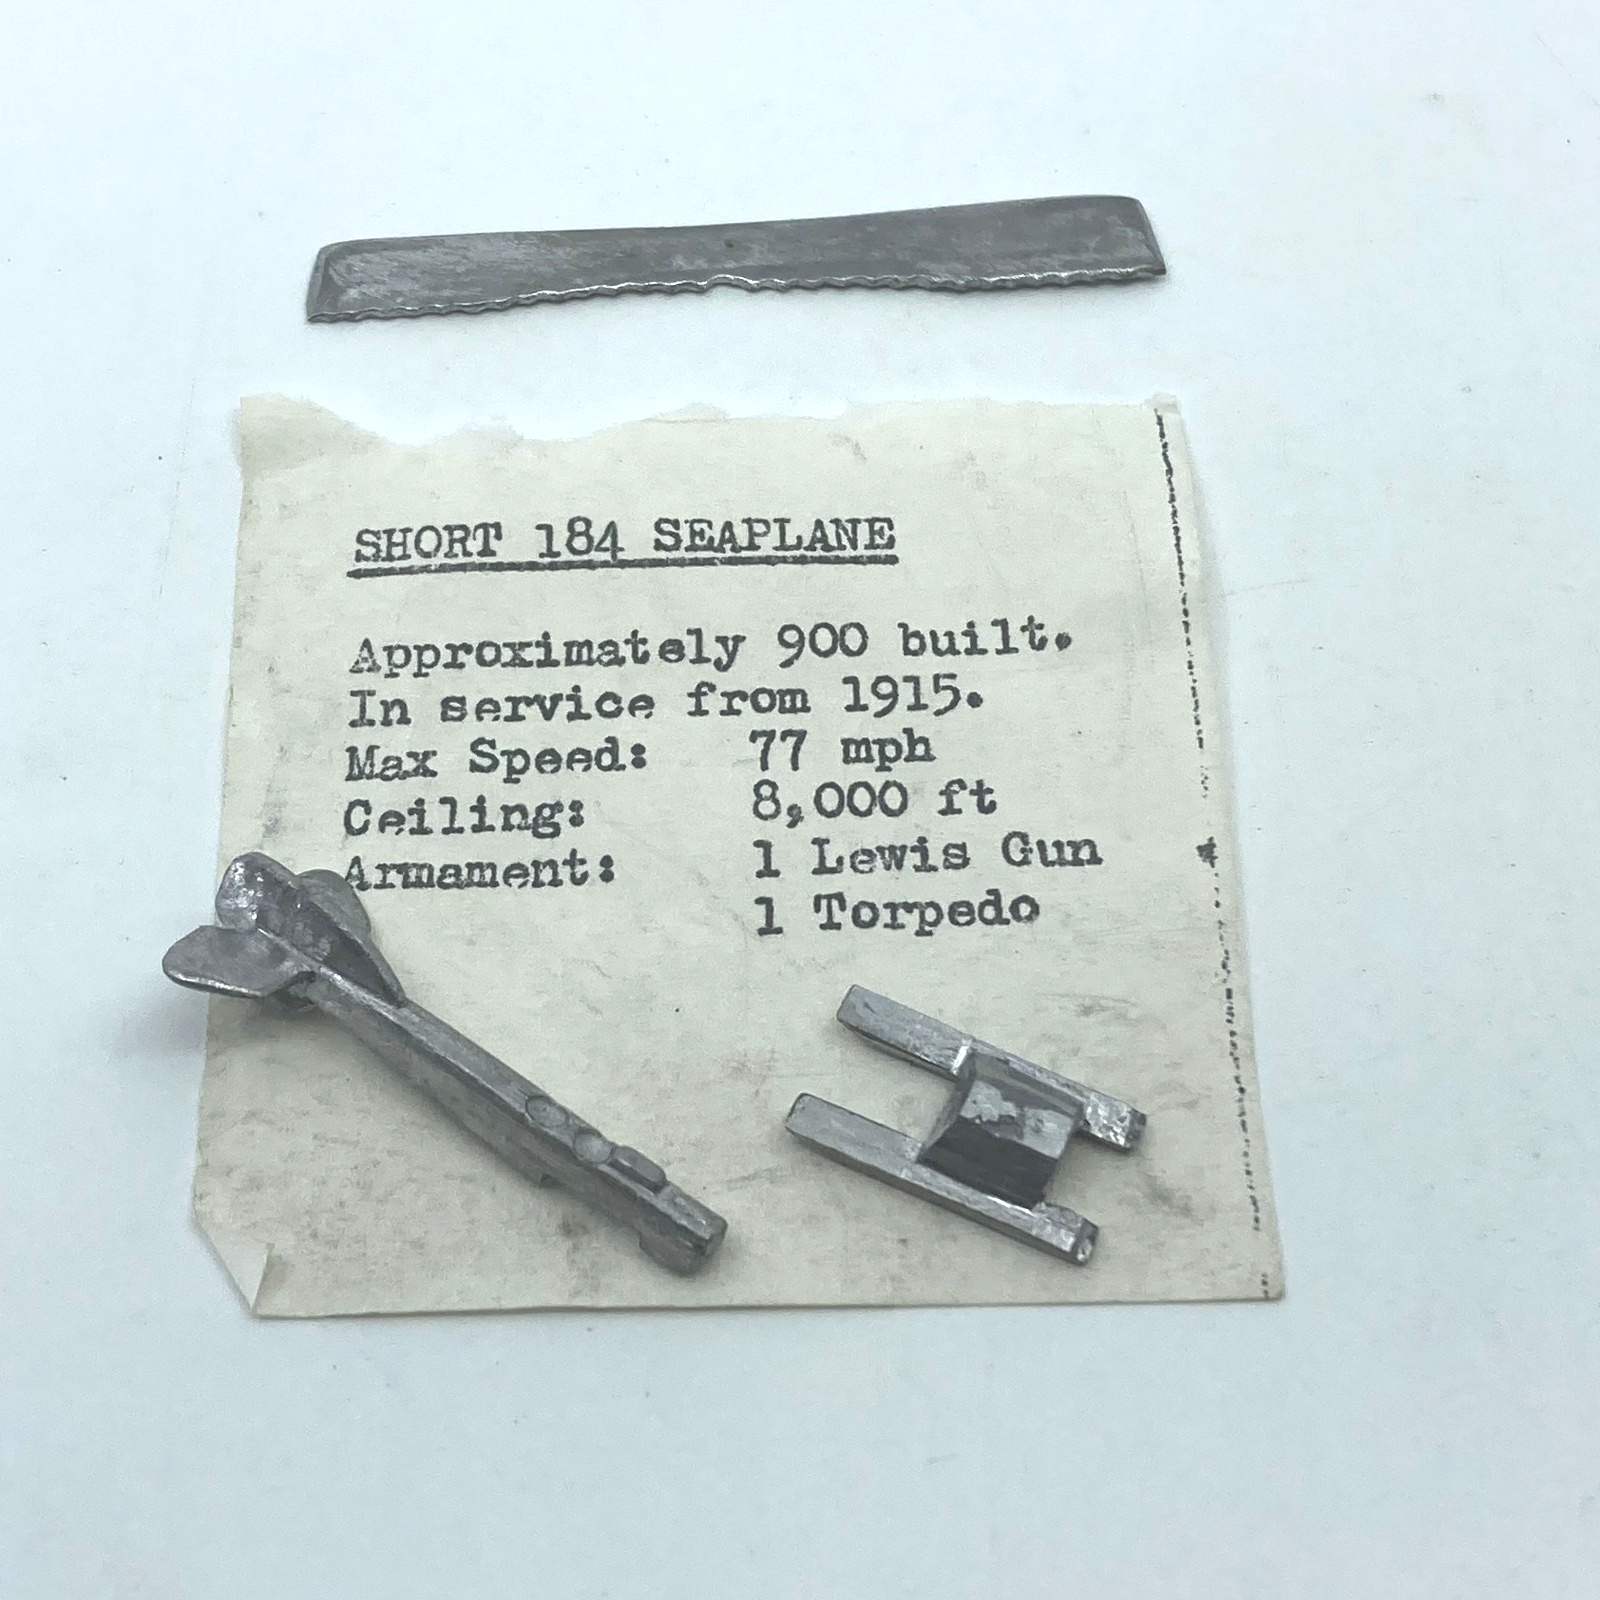 SHORT 184 SEAPLANE
Approximately 900 built.
In service from 1915.
Max Speed: 77 mph
Ceiling: 8,000 ft
Armament: 1 Lewis Gun
1 Torpedo